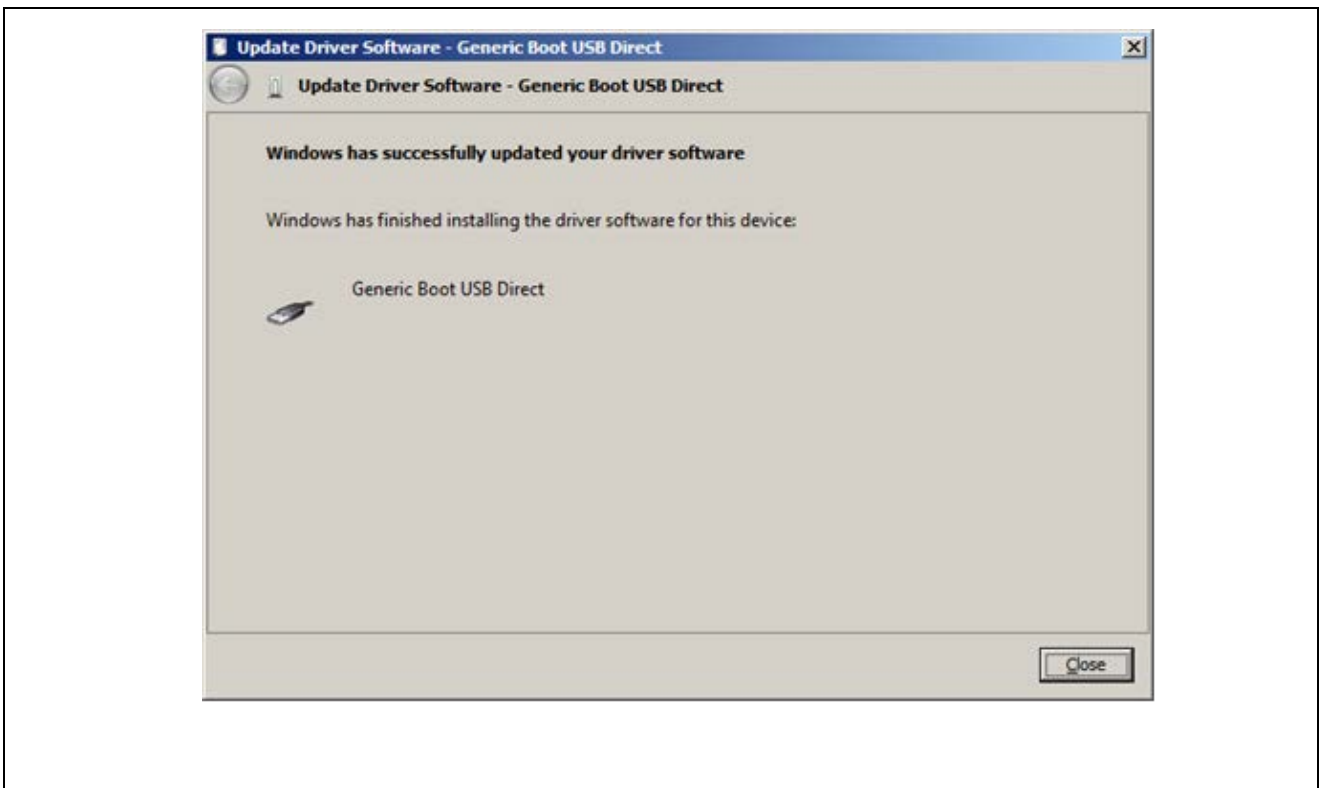 Update Driver Software - Generic Boot USB Direct
Update Driver Software - Generic Boot USB Direct
Windows has successfully updated your driver software
Windows has finished installing the driver software for this device:
Generic Boot USB Direct
Close